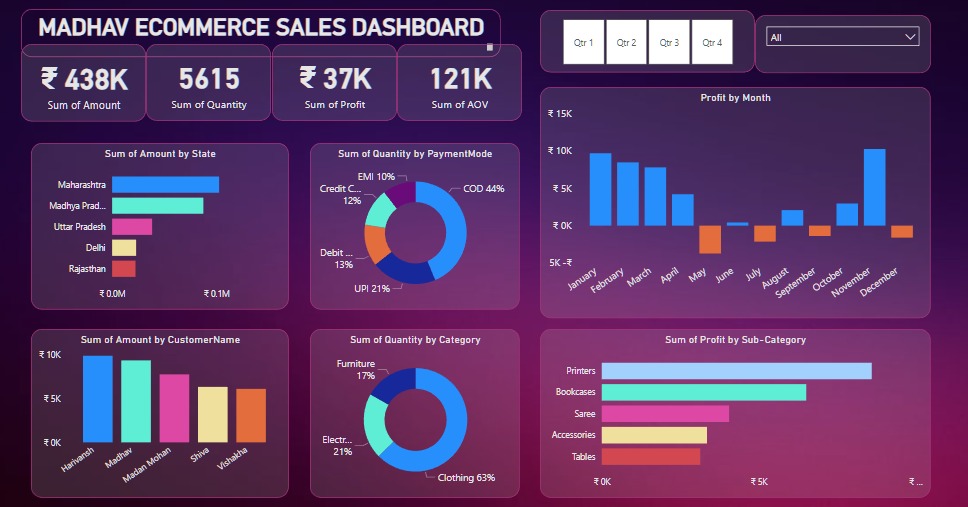 MADHAV ECOMMERCE SALES DASHBOARD
₹ 438K
Sum of Amount
5615
Sum of Quantity
₹ 37K
Sum of Profit
121K
Sum of AOV
Qtr 1
Qtr 2
Qtr 3
Qtr 4
All
Sum of Amount by State
Maharashtra
Madhya Prad...
Uttar Pradesh
Delhi
Rajasthan
₹ 0.0M
₹ 0.1M
Sum of Quantity by PaymentMode
EMI 10%
Credit C...
12%
COD 44%
Debit ...
13%
UPI 21%
Profit by Month
₹ 15K
₹ 10K
₹ 5K
₹ 0K
5K -₹
January
February
March
April
May
June
July
August
September
October
November
December
Sum of Amount by CustomerName
₹ 10K
₹ 5K
₹ 0K
Harivansh
Madhav
Madan Mohan
Shiva
Vishakha
Sum of Quantity by Category
Furniture
17%
Electr...
21%
Clothing 63%
Sum of Profit by Sub-Category
Printers
Bookcases
Saree
Accessories
Tables
₹ 0K
₹ 5K
₹ ...